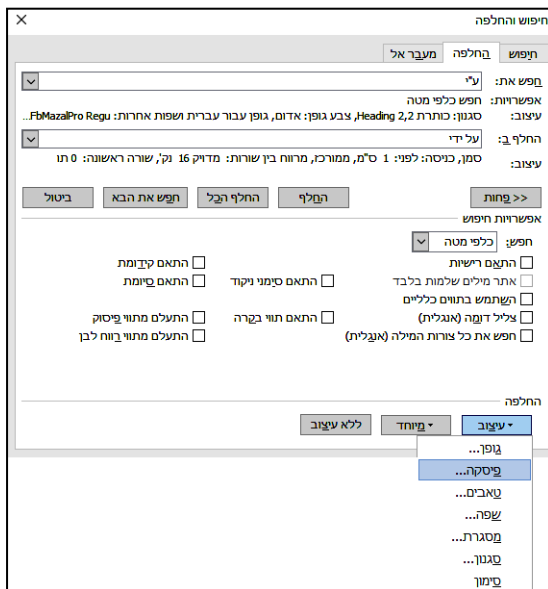 חיפוש והחלפה
חיפוש החלפה מעבר אל
חפש את: ע"י
אפשרויות: חפש כלפי מטה
עיצוב: סגנון: כותרת 2,Heading 2, צבע גופן: אדום, גופן עבור עברית ושפות אחרות: FbMazalPro Regu...
החלף ב: על ידי
עיצוב: סמן, כניסה: לפני: 1 ס"מ, ממורכז, מרווח בין שורות: מדויק 16 נק', שורה ראשונה: 0 תו
<< פחות החלף החלף הכל חפש את הבא ביטול
אפשרויות חיפוש
חפש: כלפי מטה
התאם רישיות התאם קידומת
אתר מילים שלמות בלבד התאם סימני ניקוד התאם סיומת
השתמש בתווים כלליים
צליל דומה (אנגלית) התאם תווי בקרה התעלם מתווי פיסוק
חפש את כל צורות המילה (אנגלית) התעלם מתווי רווח לבן
החלפה
עיצוב מיוחד ללא עיצוב
גופן...
פיסקה...
טאבים...
שפה...
מסגרת...
סגנון...
סימון